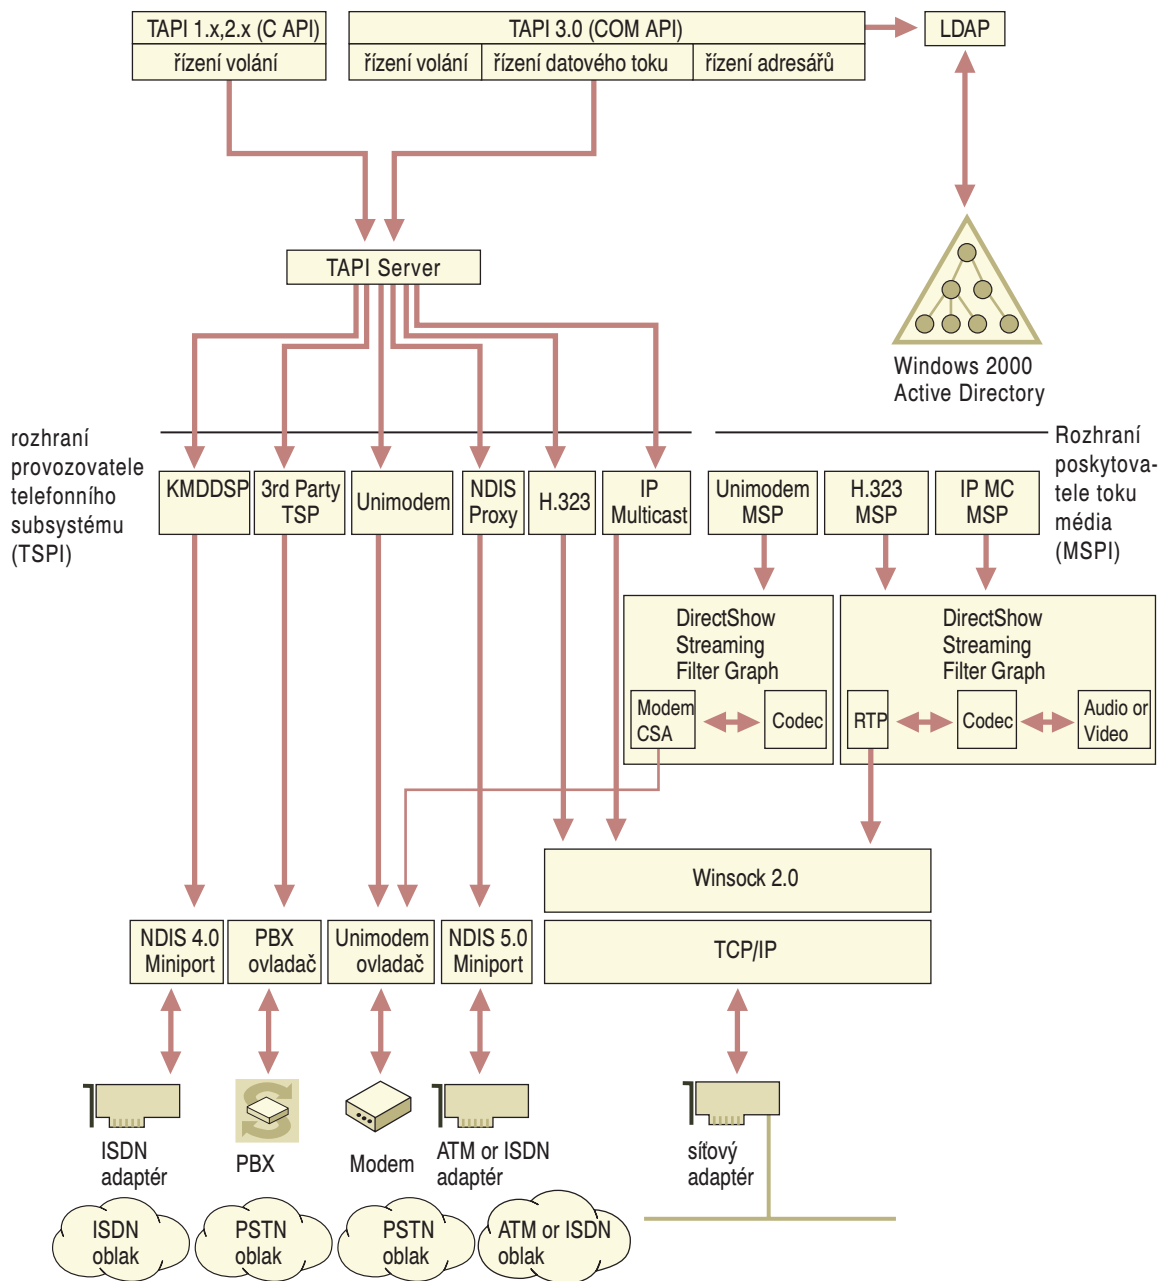 TAPI 1.x,2.x (C API)
řízení volání
TAPI 3.0 (COM API)
řízení volání
řízení datového toku
řízení adresářů
LDAP
TAPI Server
Windows 2000
Active Directory
rozhraní
provozovatele
telefonního
subsystému
(TSPI)
KMDDSP
3rd Party
TSP
Unimodem
NDIS
Proxy
H.323
IP
Multicast
Unimodem
MSP
H.323
MSP
IP MC
MSP
Rozhraní
poskytova-
tele toku
média
(MSPI)
DirectShow
Streaming
Filter Graph
Modem
CSA
Codec
DirectShow
Streaming
Filter Graph
RTP
Codec
Audio or
Video
Winsock 2.0
NDIS 4.0
Miniport
PBX
ovladač
Unimodem
ovladač
NDIS 5.0
Miniport
TCP/IP
ISDN
adaptér
PBX
Modem
ATM or ISDN
adaptér
síťový
adaptér
ISDN
oblak
PSTN
oblak
PSTN
oblak
ATM or ISDN
oblak